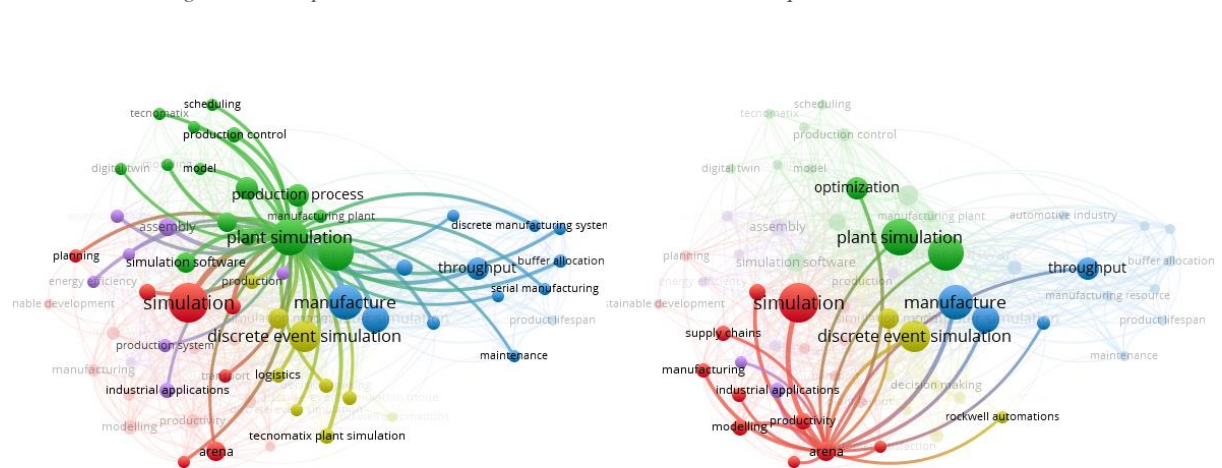 scheduling
tecnomatix
production control
digital twin
model
production process
manufacturing plant
assembly
discrete manufacturing system
plant simulation
planning
simulation software
buffer allocation
throughput
energy efficiency
production
serial manufacturing
simulation
manufacture
nable development
product lifespan
discrete event simulation
production system
maintenance
manufacturing
transport
logistics
industrial applications
productivity
modelling
tecnomatix plant simulation
arena
scheduling
tecnomatix
production control
digital twin
model
optimization
automotive industry
manufacturing plant
assembly
plant simulation
planning
simulation software
buffer allocation
throughput
energy efficiency
production
manufacturing resource
simulation
manufacture
stainable development
product lifespan
supply chains
discrete event simulation
maintenance
manufacturing
decision making
industrial applications
rockwell automations
productivity
modelling
arena